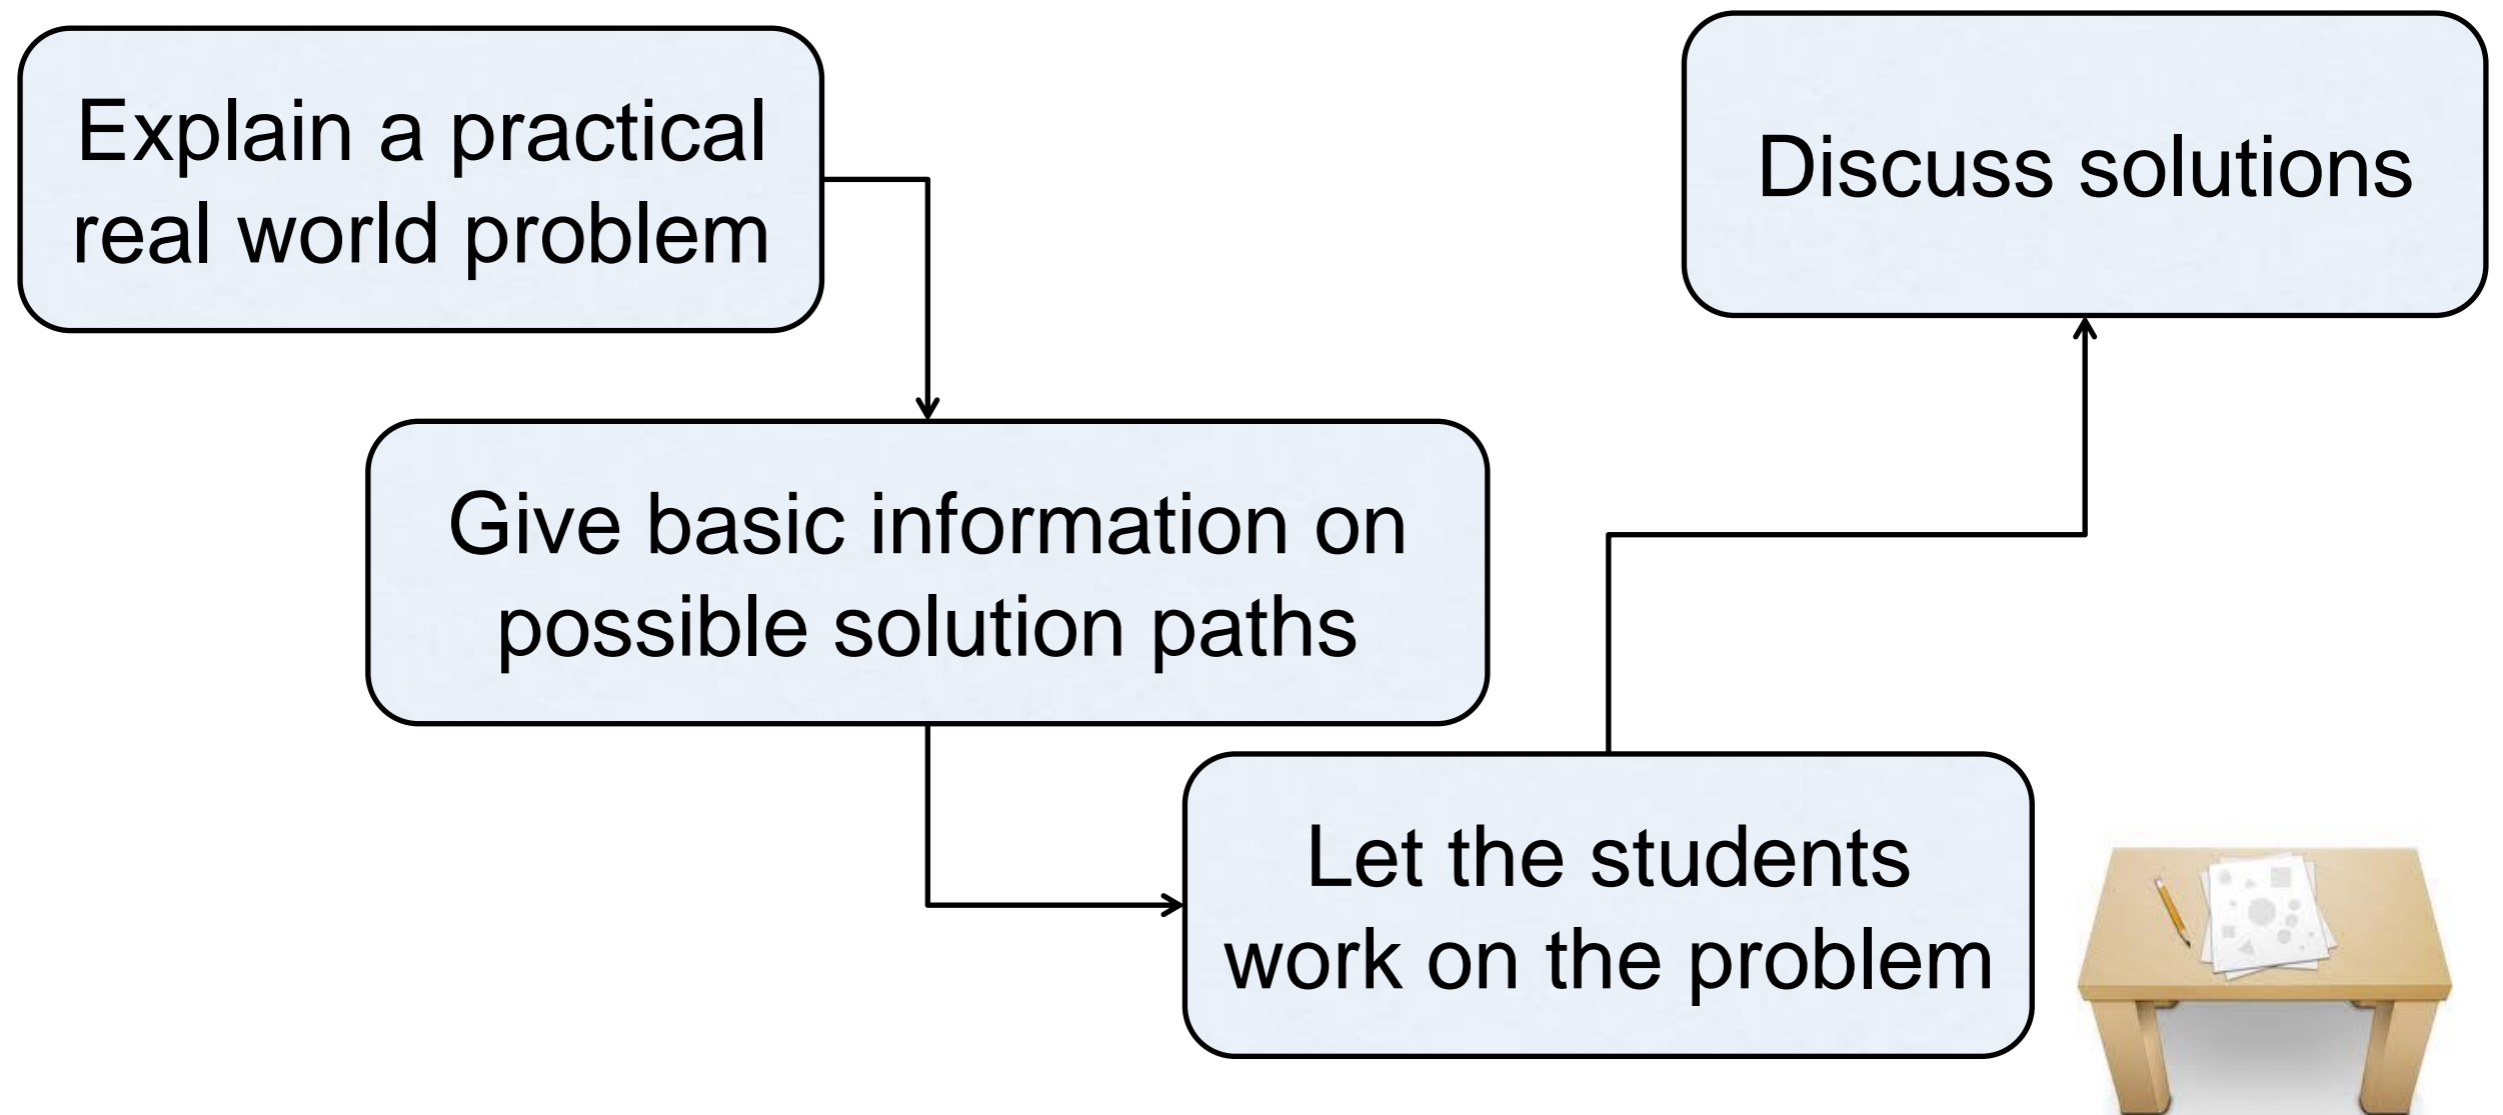 Explain a practical
real world problem
Give basic information on
possible solution paths
Let the students
work on the problem
Discuss solutions